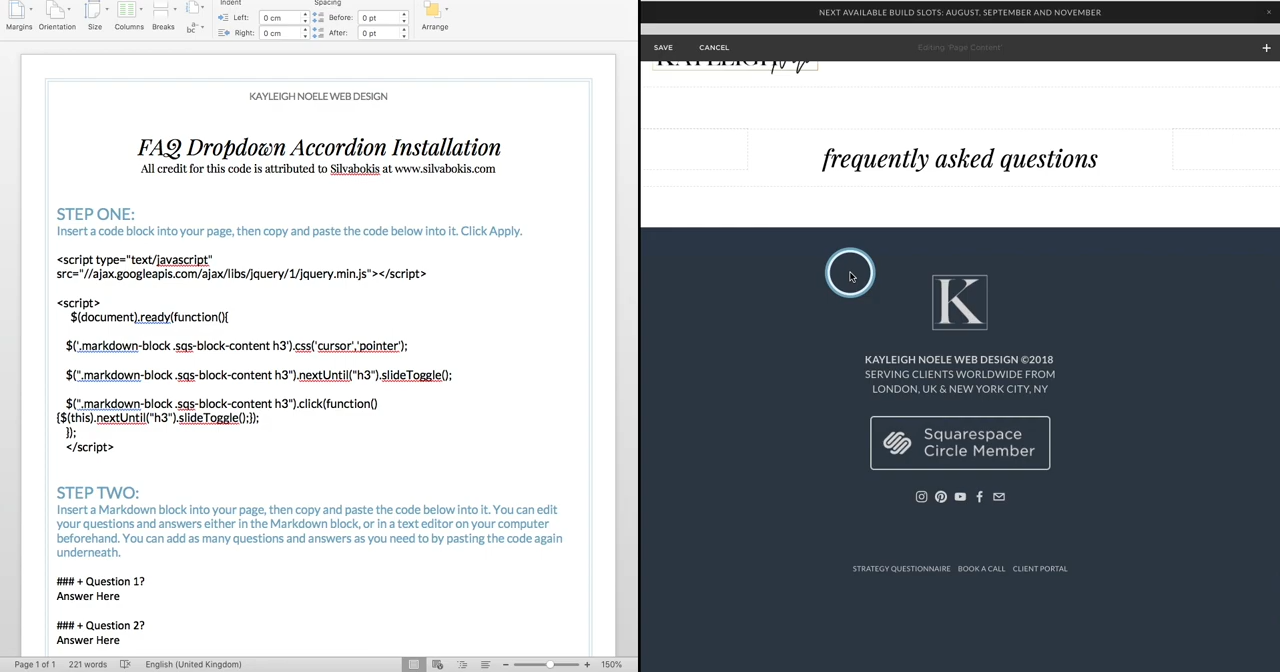 Margins Orientation Size Columns Breaks
Indent
Left: 0 cm
Right: 0 cm
Spacing
Before: 0 pt
After: 0 pt
Arrange
KAYLEIGH NOELE WEB DESIGN
FAQ Dropdown Accordion Installation
All credit for this code is attributed to Silvabokis at www.silvabokis.com
STEP ONE:
Insert a code block into your page, then copy and paste the code below into it. Click Apply.
<script type="text/javascript"
src="//ajax.googleapis.com/ajax/libs/jquery/1/jquery.min.js"></script>
<script>
$(document).ready(function(){
$('.markdown-block .sqs-block-content h3').css('cursor','pointer');
$(".markdown-block .sqs-block-content h3").nextUntil("h3").slideToggle();
$(".markdown-block .sqs-block-content h3").click(function()
{$(this).nextUntil("h3").slideToggle();});
});
</script>
STEP TWO:
Insert a Markdown block into your page, then copy and paste the code below into it. You can edit
your questions and answers either in the Markdown block, or in a text editor on your computer
beforehand. You can add as many questions and answers as you need to by pasting the code again
underneath.
### + Question 1?
Answer Here
### + Question 2?
Answer Here
Page 1 of 1 221 words English (United Kingdom) 150%
NEXT AVAILABLE BUILD SLOTS: AUGUST, SEPTEMBER AND NOVEMBER
SAVE CANCEL Editing 'Page Content'
KAYLEIGH
frequently asked questions
K
KAYLEIGH NOELE WEB DESIGN ©2018
SERVING CLIENTS WORLDWIDE FROM
LONDON, UK & NEW YORK CITY, NY
Squarespace
Circle Member
STRATEGY QUESTIONNAIRE BOOK A CALL CLIENT PORTAL